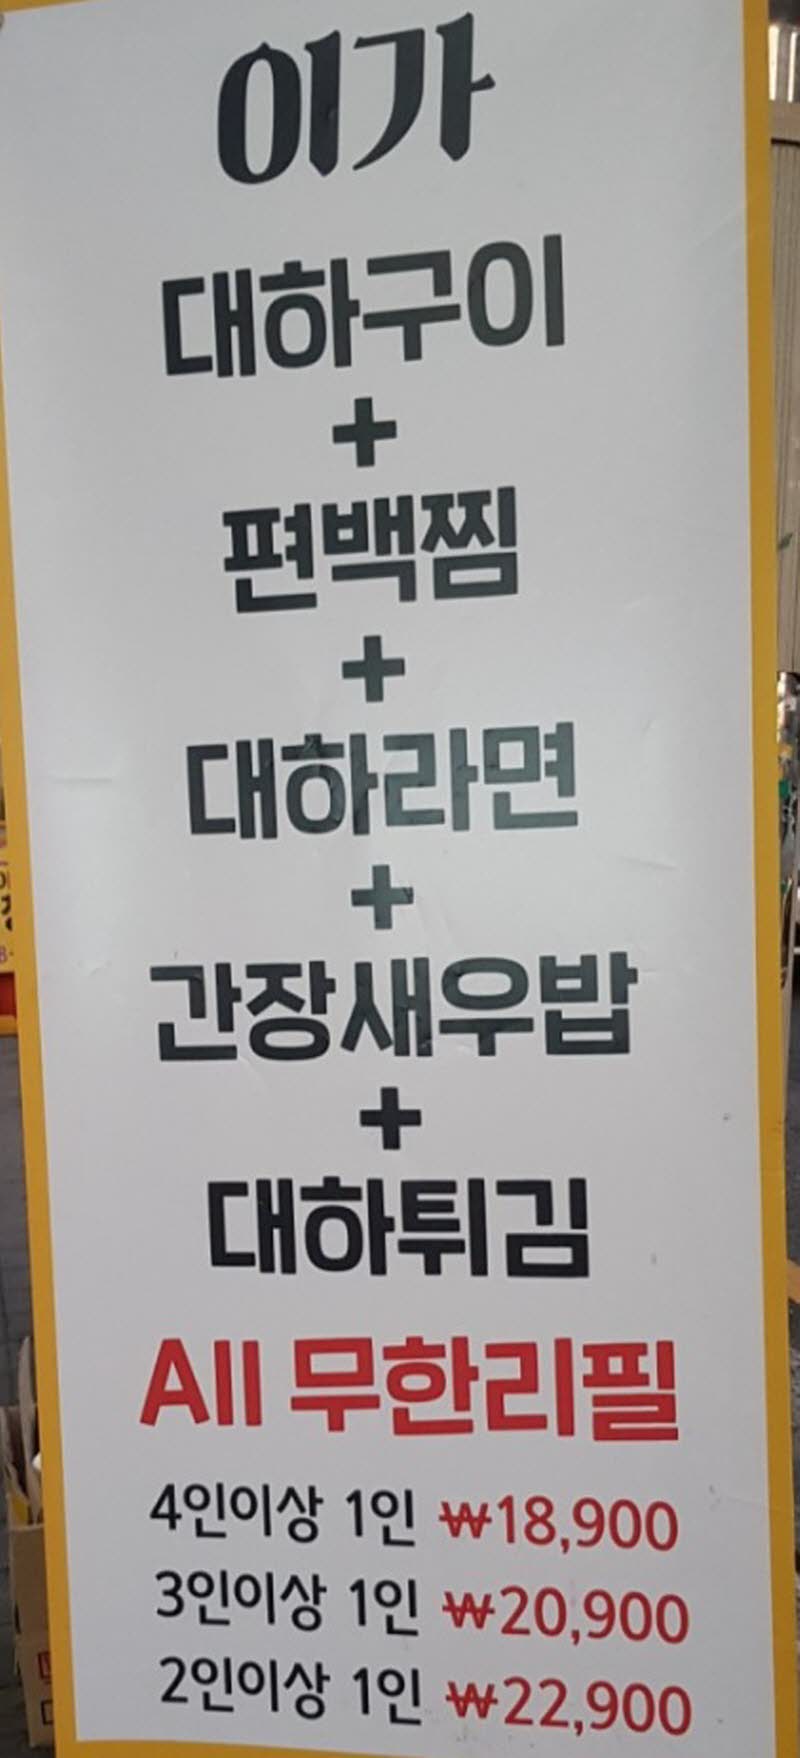 이가
대하구이
+
편백찜
+
대하라면
+
간장새우밥
+
대하튀김
All 무한리필
4인이상 1인 ₩18,900
3인이상 1인 ₩20,900
2인이상 1인 ₩22,900